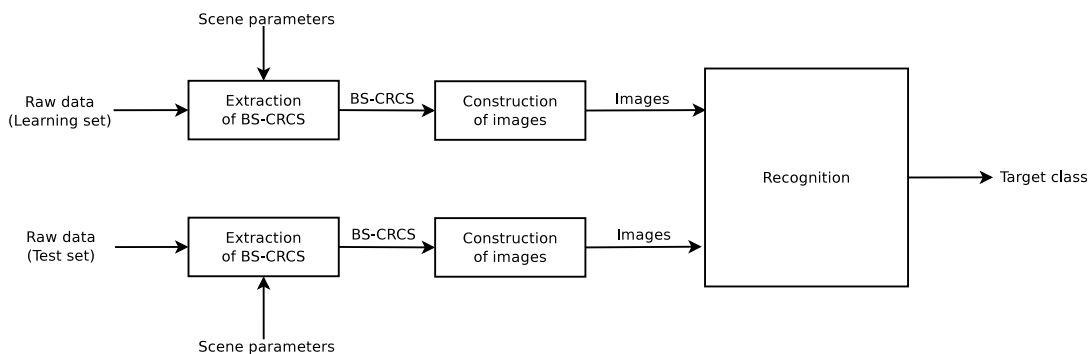 Scene parameters
Raw data
(Learning set)
Extraction
of BS-CRCS
BS-CRCS
Construction
of images
Images
Recognition
Target class
Raw data
(Test set)
Extraction
of BS-CRCS
BS-CRCS
Construction
of images
Images
Scene parameters